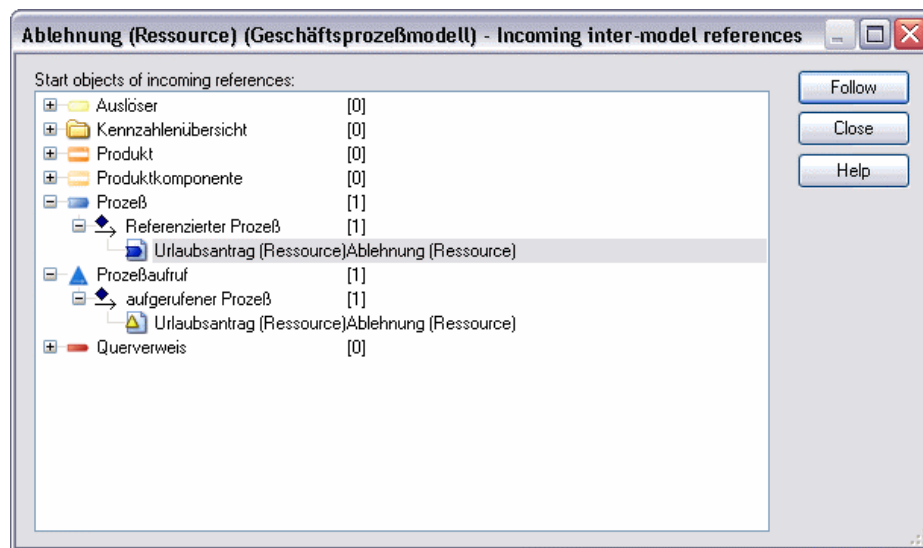 Ablehnung (Ressource) (Geschäftsprozeßmodell) - Incoming inter-model references
Start objects of incoming references:
Auslöser [0]
Kennzahlenübersicht [0]
Produkt [0]
Produktkomponente [0]
Prozeß [1]
Referenzierter Prozeß [1]
Urlaubsantrag (Ressource)Ablehnung (Ressource)
Prozeßaufruf [1]
aufgerufener Prozeß [1]
Urlaubsantrag (Ressource)Ablehnung (Ressource)
Querverweis [0]
Follow
Close
Help